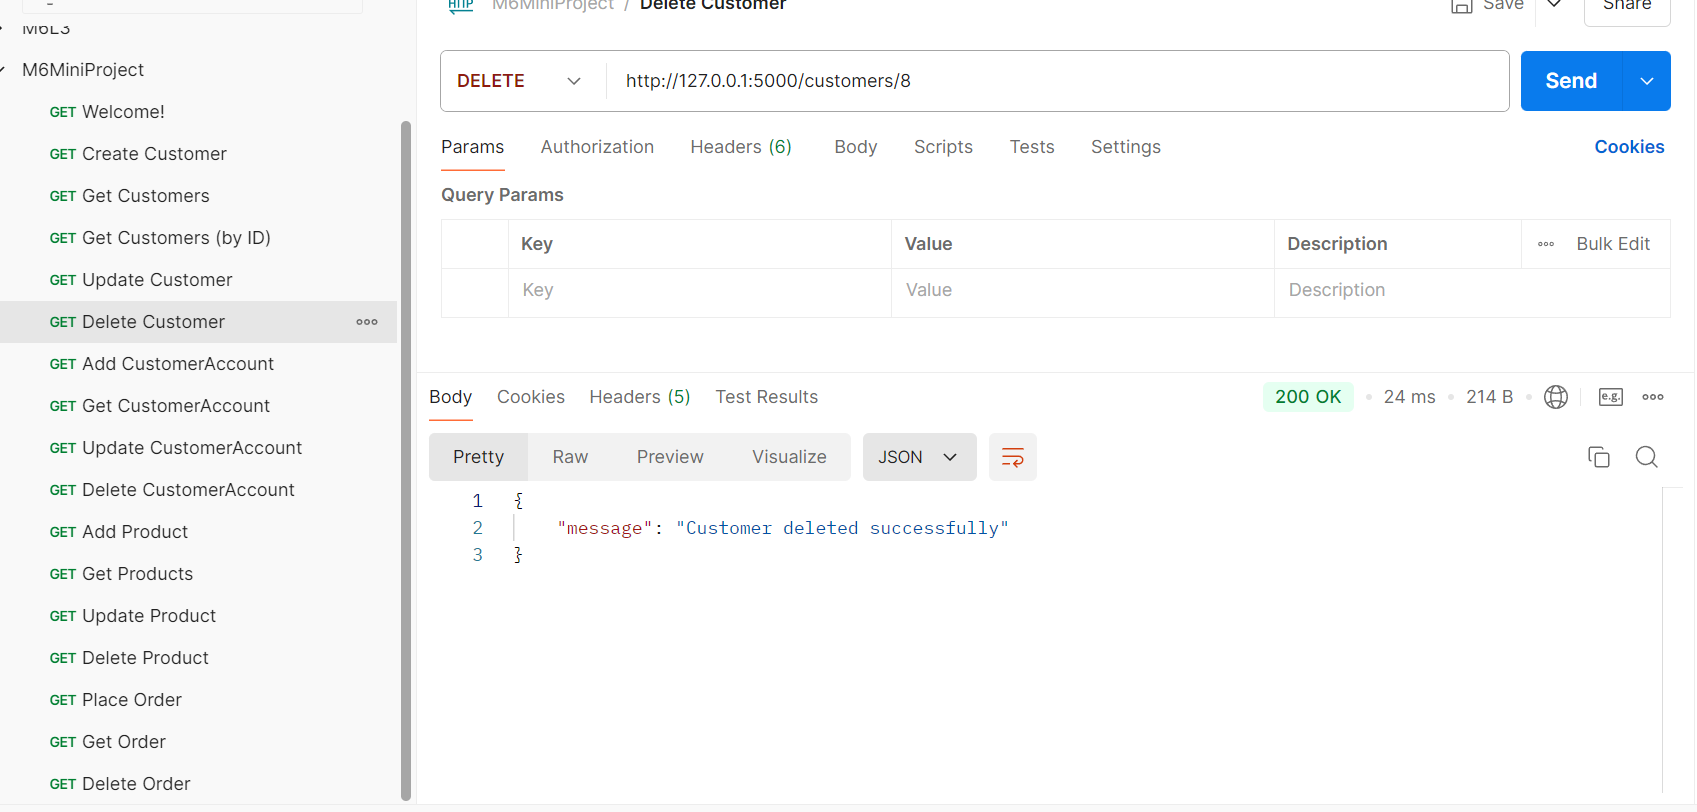 M6L3
M6MiniProject
GET Welcome!
GET Create Customer
GET Get Customers
GET Get Customers (by ID)
GET Update Customer
GET Delete Customer
GET Add CustomerAccount
GET Get CustomerAccount
GET Update CustomerAccount
GET Delete CustomerAccount
GET Add Product
GET Get Products
GET Update Product
GET Delete Product
GET Place Order
GET Get Order
GET Delete Order
HTTP M6MiniProject / Delete Customer Save Share
DELETE http://127.0.0.1:5000/customers/8 Send
Params Authorization Headers (6) Body Scripts Tests Settings Cookies
Query Params
Key Value Description Bulk Edit
Key Value Description
Body Cookies Headers (5) Test Results 200 OK 24 ms 214 B e.g.
Pretty Raw Preview Visualize JSON
1 {
2 "message": "Customer deleted successfully"
3 }